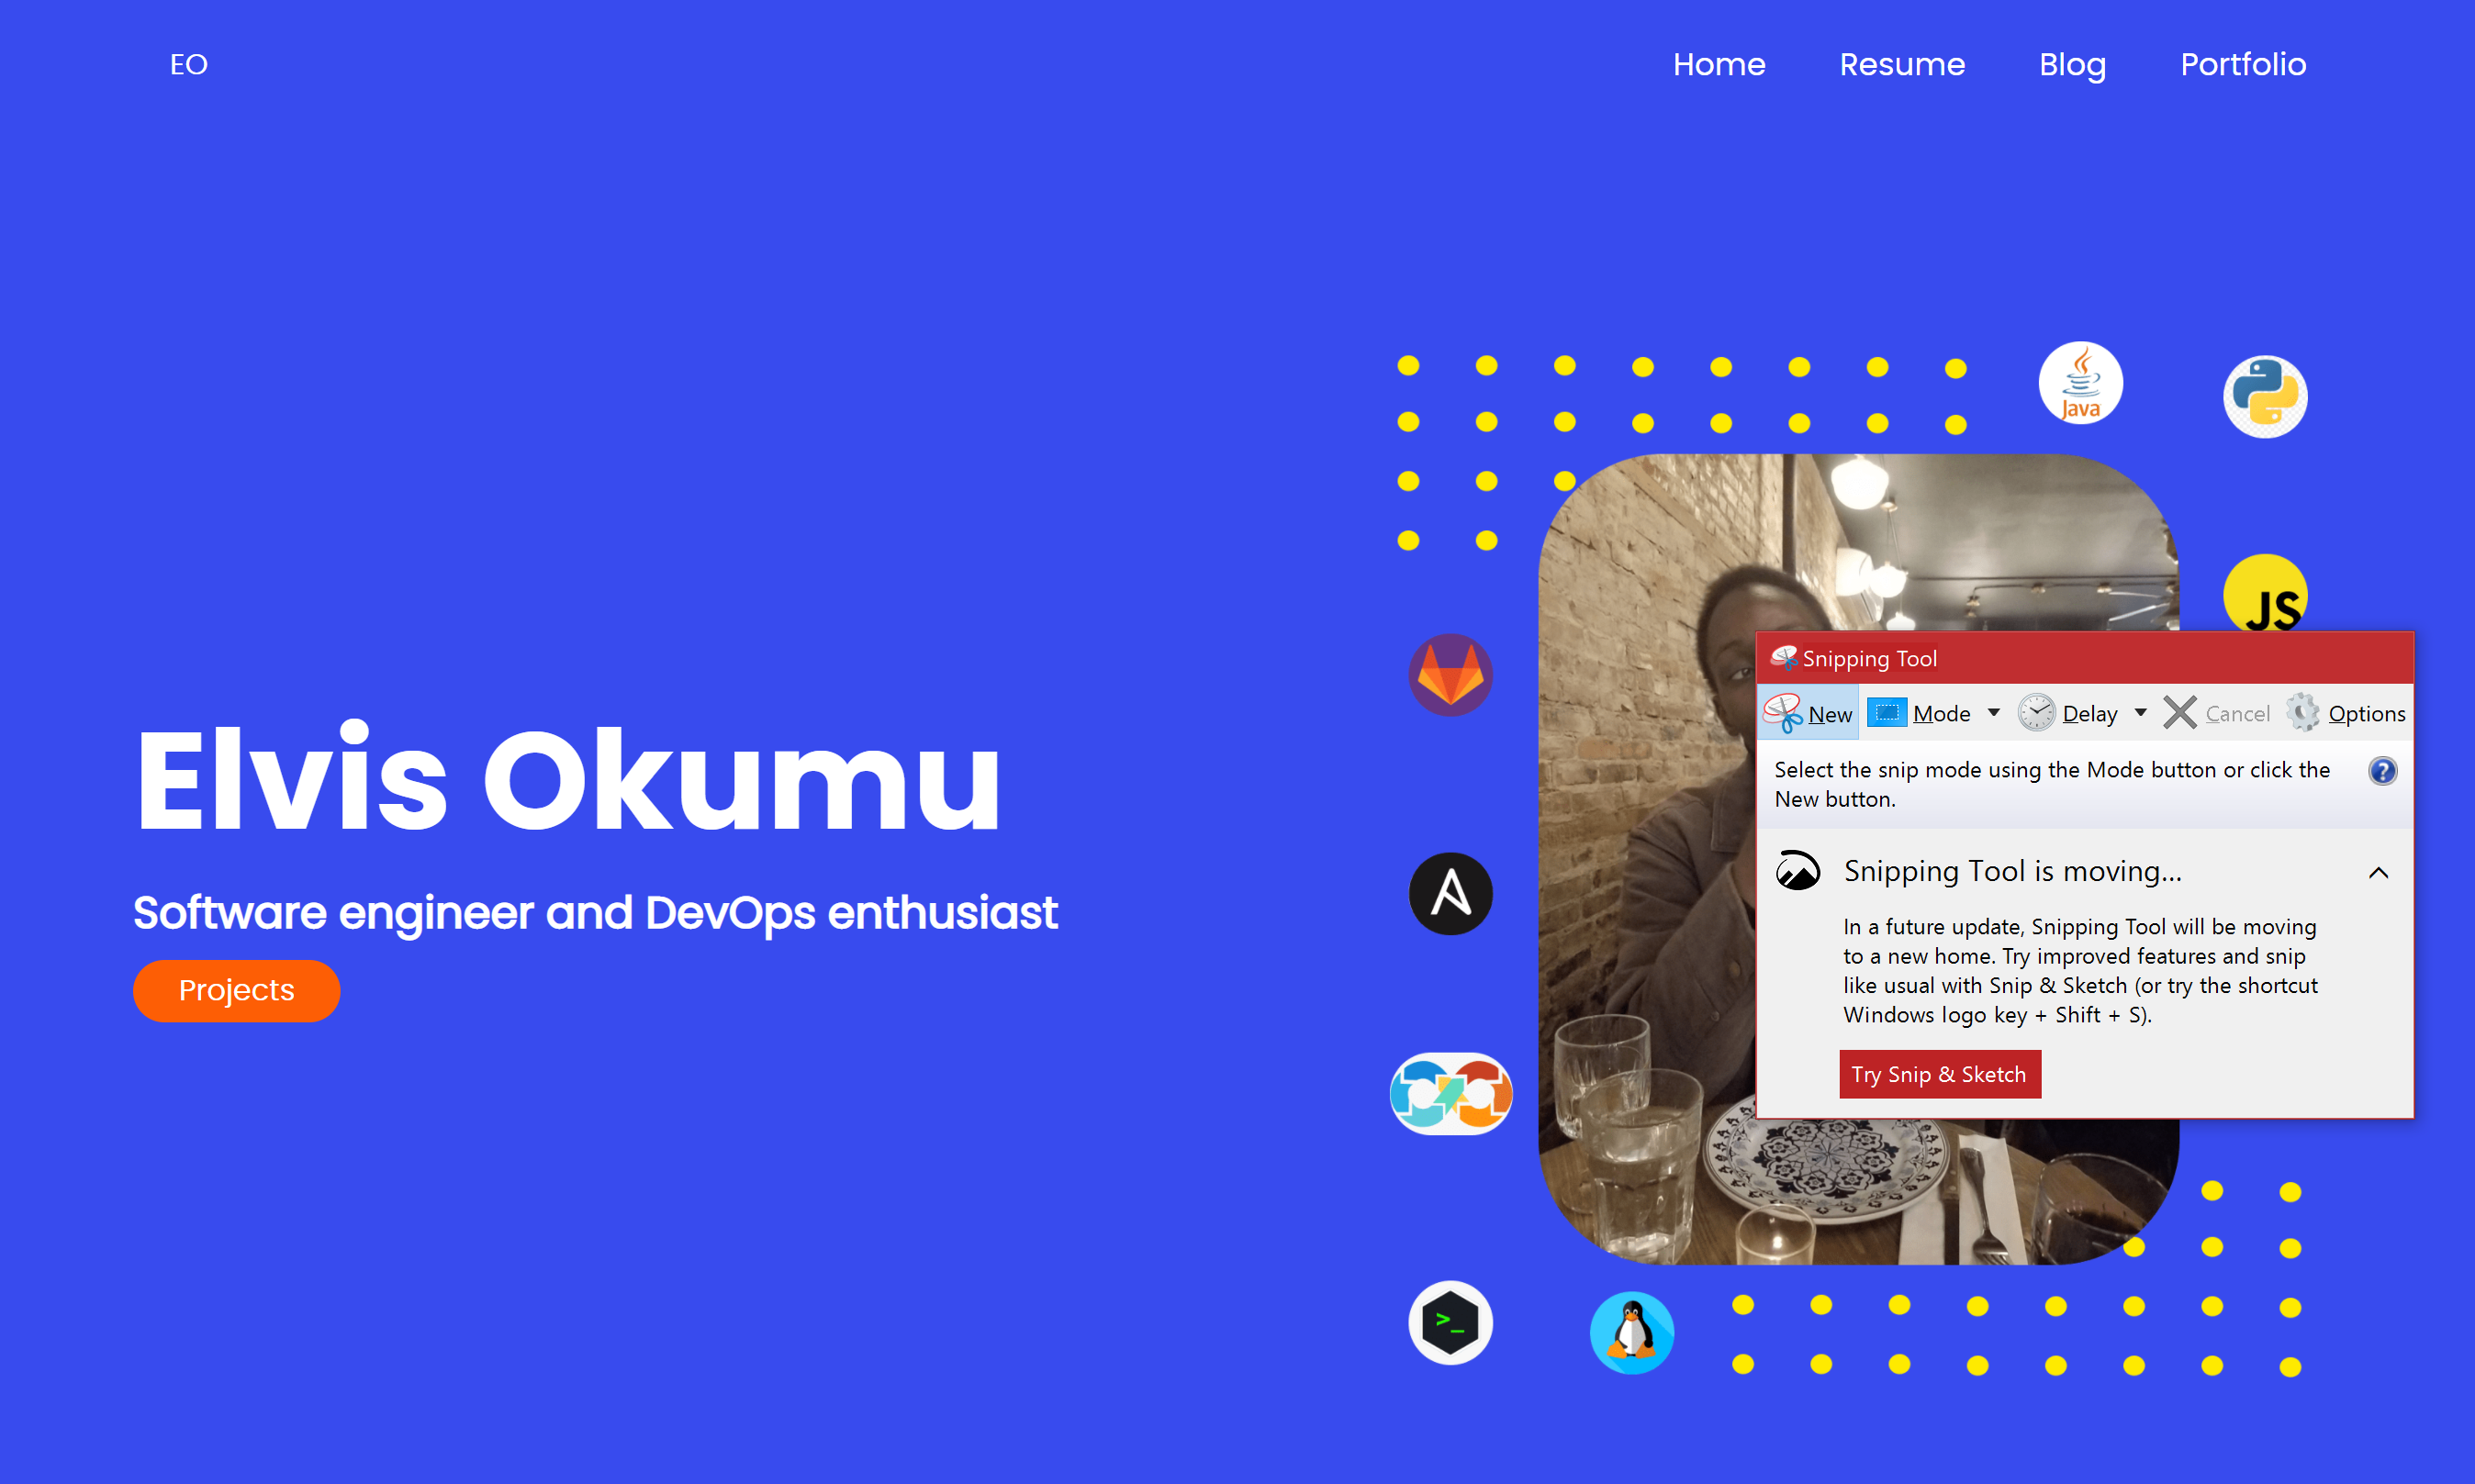 EO
Home Resume Blog Portfolio
Java
JS
Elvis Okumu
Software engineer and DevOps enthusiast
Projects
>_
Snipping Tool
New Mode Delay Cancel Options
Select the snip mode using the Mode button or click the
New button.
Snipping Tool is moving...
In a future update, Snipping Tool will be moving
to a new home. Try improved features and snip
like usual with Snip & Sketch (or try the shortcut
Windows logo key + Shift + S).
Try Snip & Sketch